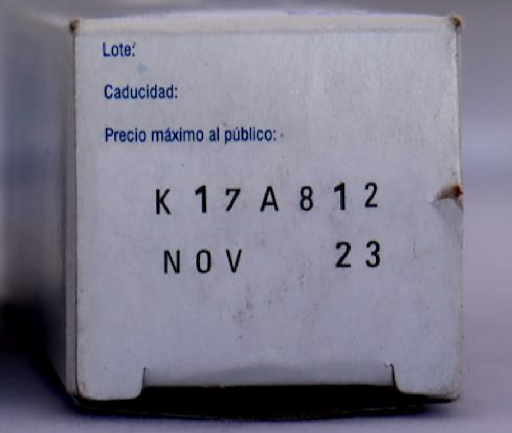 Lote:
Caducidad:
Precio máximo al público:
K17A812
NOV 23